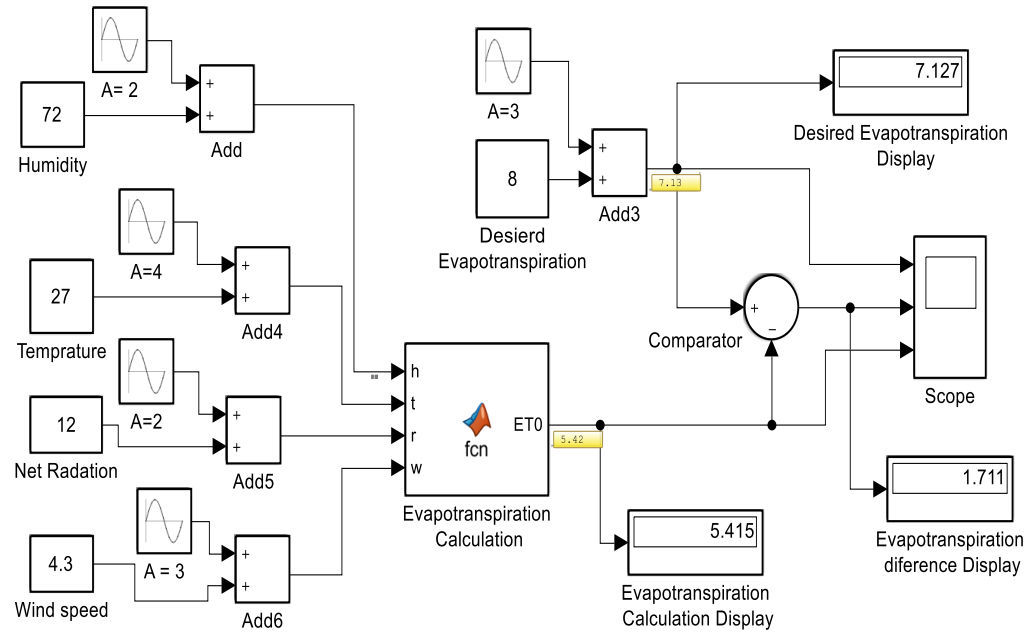 A= 2
72
Humidity
+
+
Add
A=4
27
Temprature
+
+
Add4
A=2
12
Net Radation
+
+
Add5
A = 3
4.3
Wind speed
+
+
Add6
h
t
r
w
fcn
ET0
Evapotranspiration
Calculation
5.42
A=3
8
Desierd
Evapotranspiration
+
+
Add3
7.13
7.127
Desired Evapotranspiration
Display
Comparator
+
−
Scope
1.711
Evapotranspiration
diference Display
5.415
Evapotranspiration
Calculation Display